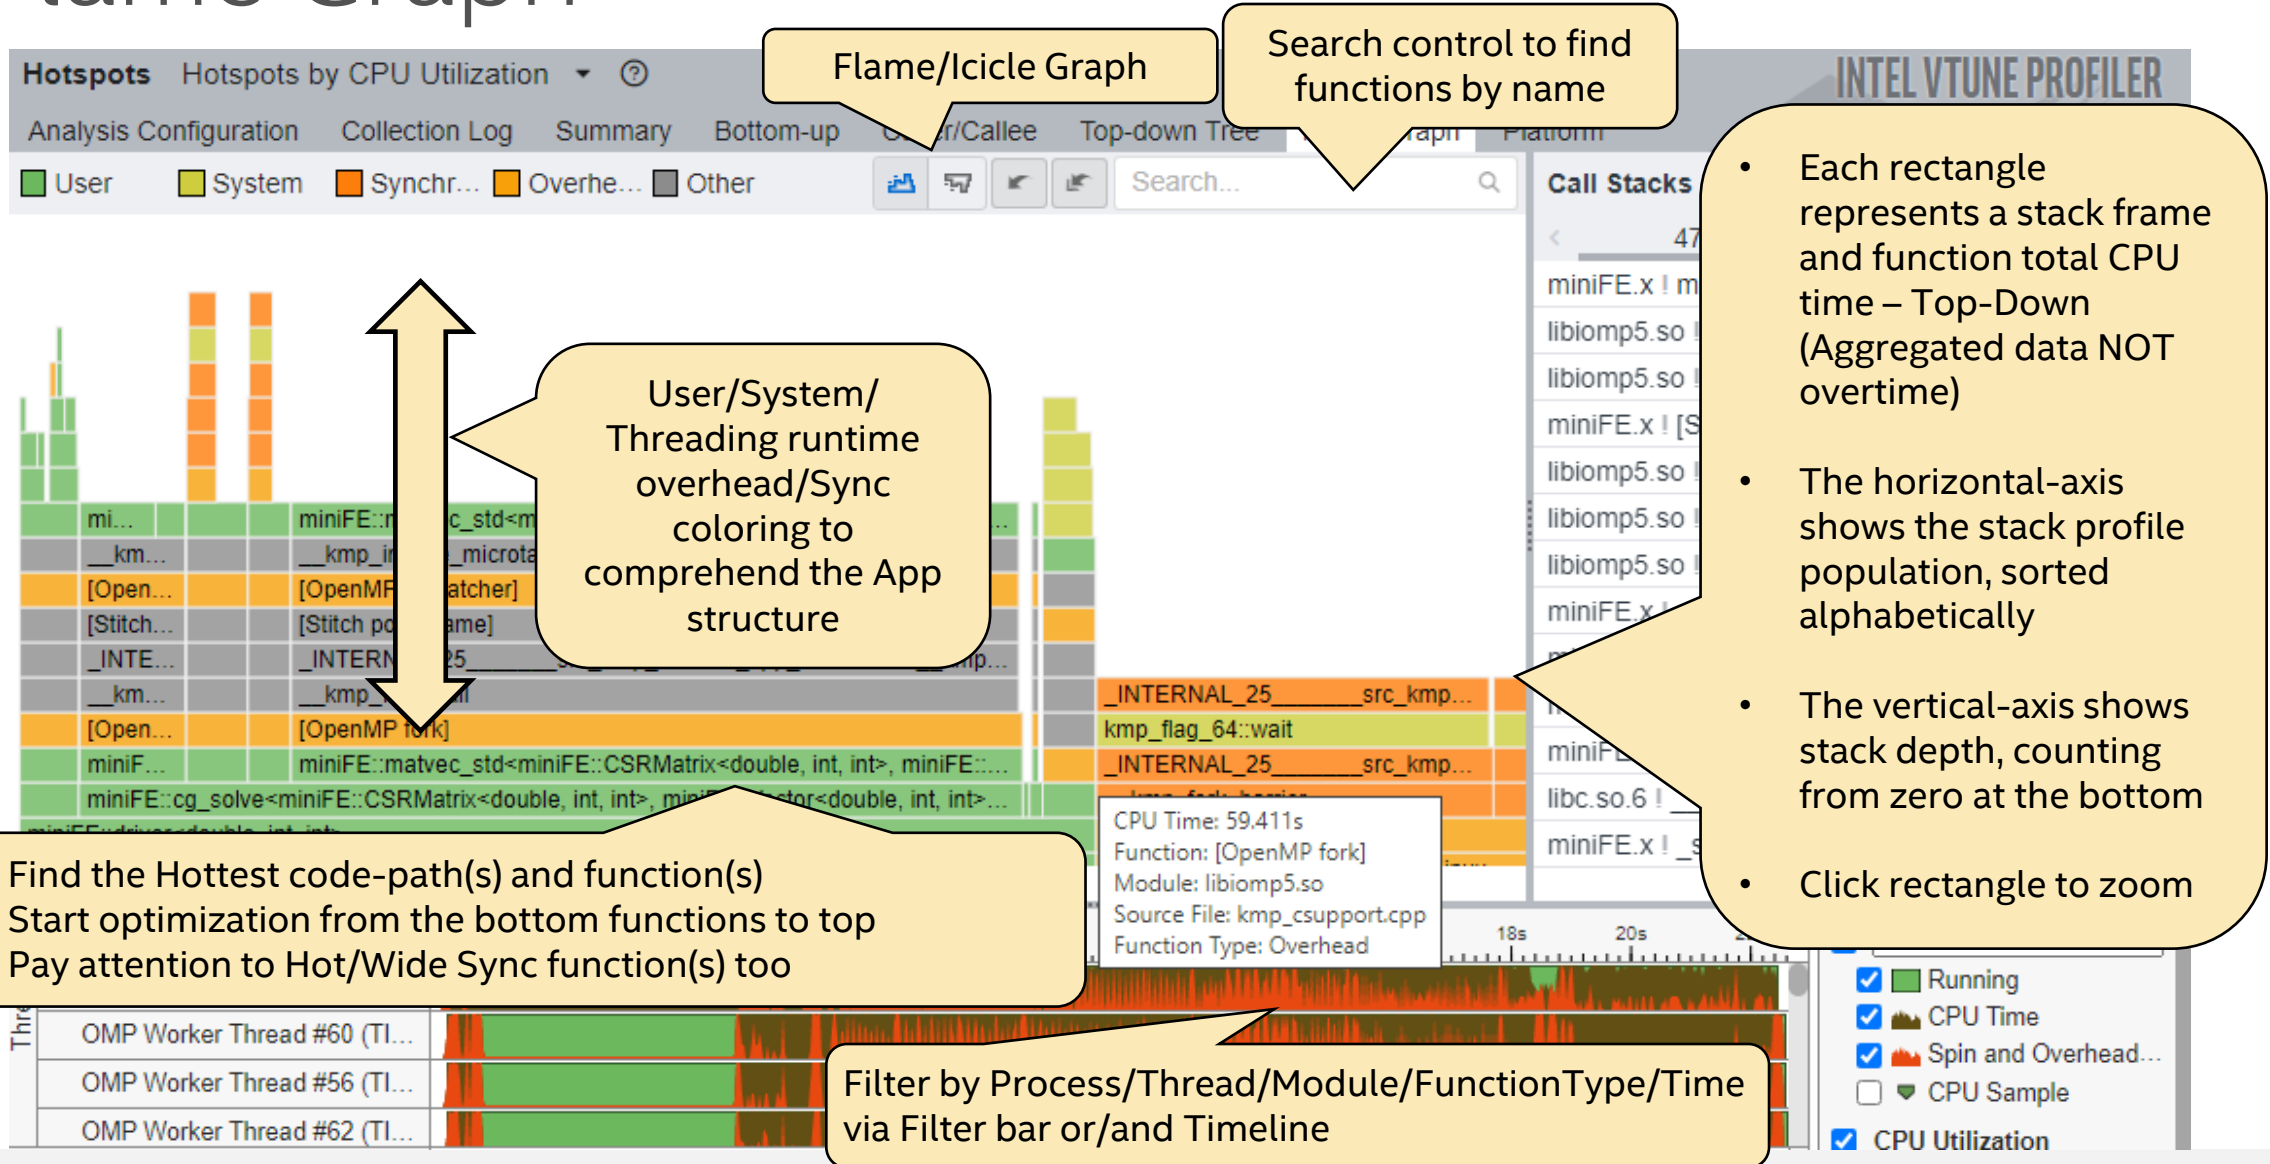 Graph
Hotspots Hotspots by CPU Utilization
INTEL VTUNE PROFILER
Flame/Icicle Graph
Search control to find
functions by name
Analysis Configuration Collection Log Summary Bottom-up Top-down Tree
User System Synchr... Overhe... Other
Search...
Call Stacks
47
miniFE.x ! m
libiomp5.so !
libiomp5.so !
miniFE.x ! [S
libiomp5.so !
libiomp5.so !
libiomp5.so !
miniFE.x
libc.so.6 ! __
miniFE.x ! _s
• Each rectangle
represents a stack frame
and function total CPU
time – Top-Down
(Aggregated data NOT
overtime)
• The horizontal-axis
shows the stack profile
population, sorted
alphabetically
• The vertical-axis shows
stack depth, counting
from zero at the bottom
• Click rectangle to zoom
User/System/
Threading runtime
overhead/Sync
coloring to
comprehend the App
structure
mi...
__km...
[Open... [OpenMP
[Stitch... [Stitch
_INTE...
__km...
[Open... [OpenMP fork]
miniF... miniFE::matvec_std<miniFE::CSRMatrix<double, int, int>, miniFE::...
miniFE::cg_solve<miniFE::CSRMatrix<double, int, int>,
_INTERNAL_25_______src_kmp...
kmp_flag_64::wait
_INTERNAL_25_______src_kmp...
CPU Time: 59.411s
Function: [OpenMP fork]
Module: libiomp5.so
Source File: kmp_csupport.cpp
Function Type: Overhead
Find the Hottest code-path(s) and function(s)
Start optimization from the bottom functions to top
Pay attention to Hot/Wide Sync function(s) too
18s 20s
OMP Worker Thread #60 (TI...
OMP Worker Thread #56 (TI...
OMP Worker Thread #62 (TI...
Filter by Process/Thread/Module/FunctionType/Time
via Filter bar or/and Timeline
Running
CPU Time
Spin and Overhead...
CPU Sample
CPU Utilization